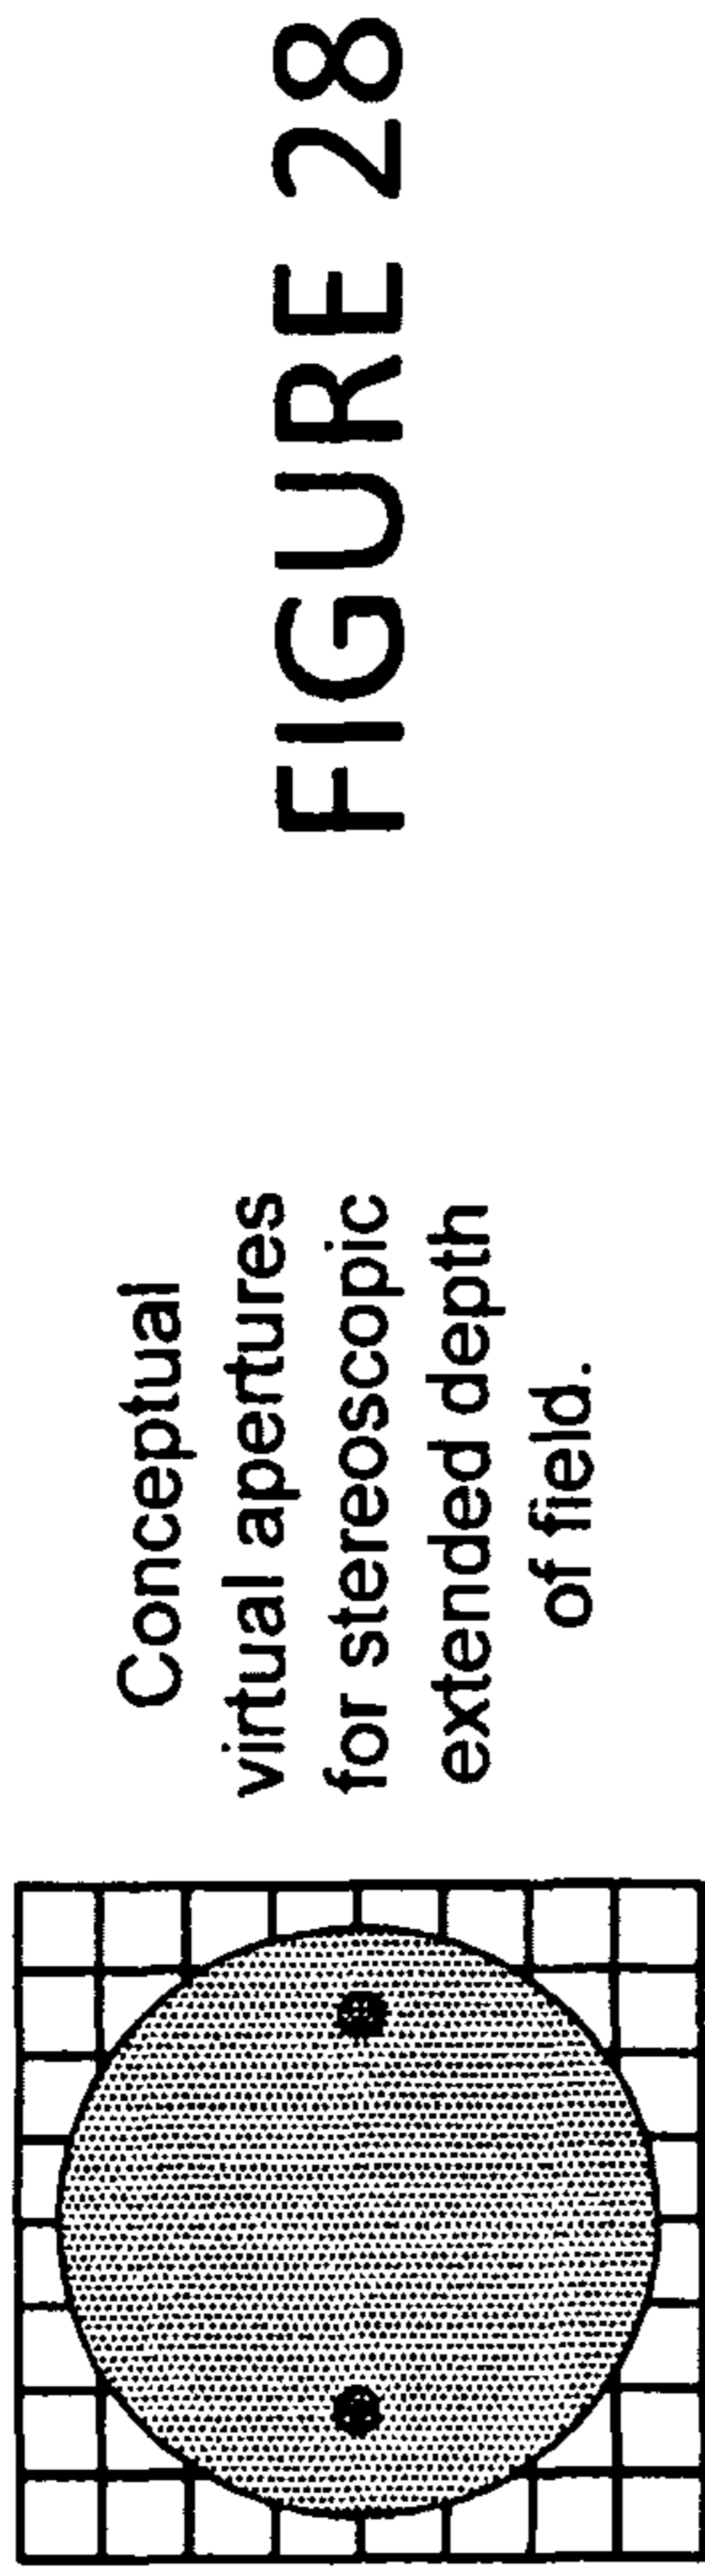 Conceptual
virtual apertures
for stereoscopic
extended depth
of field.
FIGURE 28